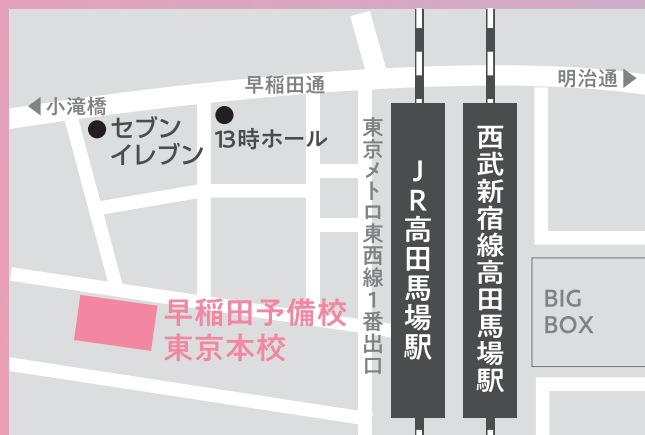 早稲田通
明治通
小滝橋
セブン
イレブン
13時ホール
東京メトロ東西線1番出口
JR高田馬場駅
西武新宿線高田馬場駅
BIG
BOX
早稲田予備校
東京本校